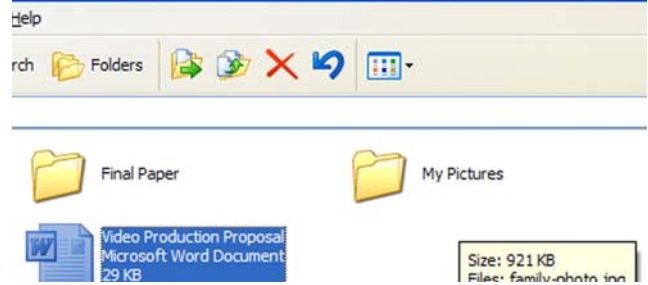 Help
rch Folders
Final Paper
My Pictures
Video Production Proposal
Microsoft Word Document
29 KB
Size: 921 KB
Files: family-photo.jpg